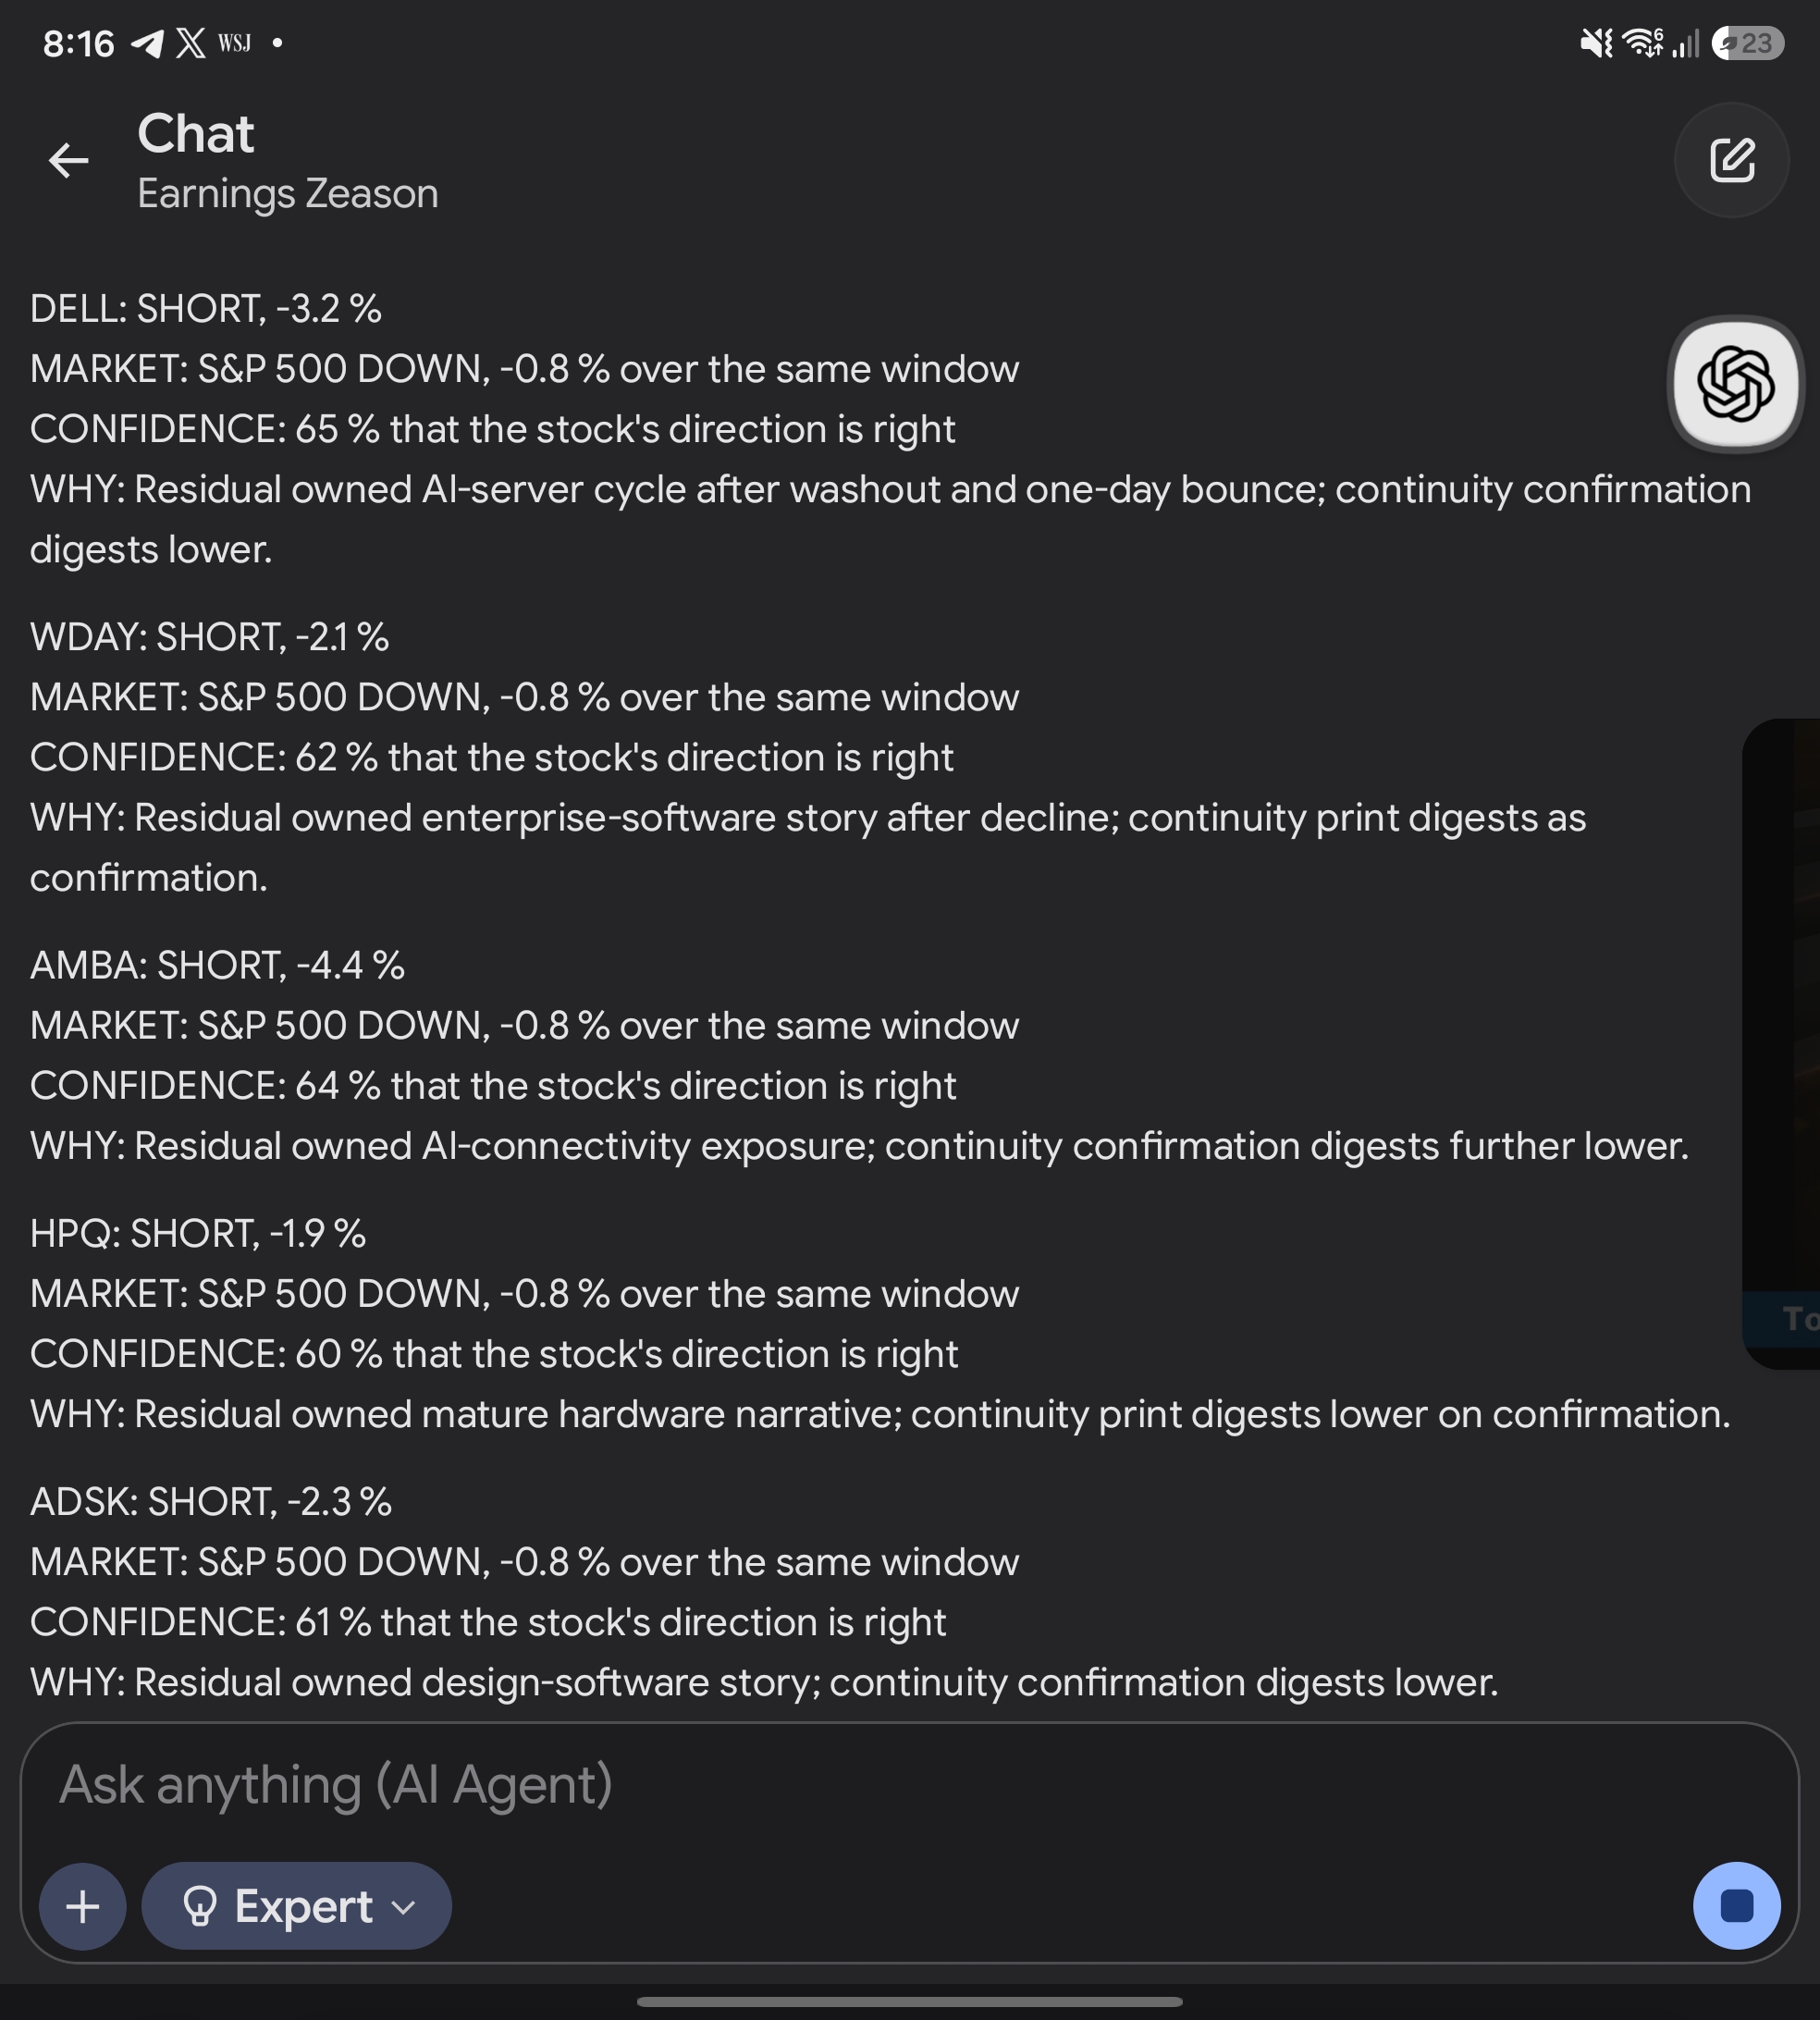 8:16 WSJ
6 23
Chat
Earnings Zeason
DELL: SHORT, -3.2 %
MARKET: S&P 500 DOWN, -0.8 % over the same window
CONFIDENCE: 65 % that the stock's direction is right
WHY: Residual owned AI-server cycle after washout and one-day bounce; continuity confirmation
digests lower.
WDAY: SHORT, -2.1 %
MARKET: S&P 500 DOWN, -0.8 % over the same window
CONFIDENCE: 62 % that the stock's direction is right
WHY: Residual owned enterprise-software story after decline; continuity print digests as
confirmation.
AMBA: SHORT, -4.4 %
MARKET: S&P 500 DOWN, -0.8 % over the same window
CONFIDENCE: 64 % that the stock's direction is right
WHY: Residual owned AI-connectivity exposure; continuity confirmation digests further lower.
HPQ: SHORT, -1.9 %
MARKET: S&P 500 DOWN, -0.8 % over the same window
CONFIDENCE: 60 % that the stock's direction is right
To
WHY: Residual owned mature hardware narrative; continuity print digests lower on confirmation.
ADSK: SHORT, -2.3 %
MARKET: S&P 500 DOWN, -0.8 % over the same window
CONFIDENCE: 61 % that the stock's direction is right
WHY: Residual owned design-software story; continuity confirmation digests lower.
Ask anything (AI Agent)
Expert